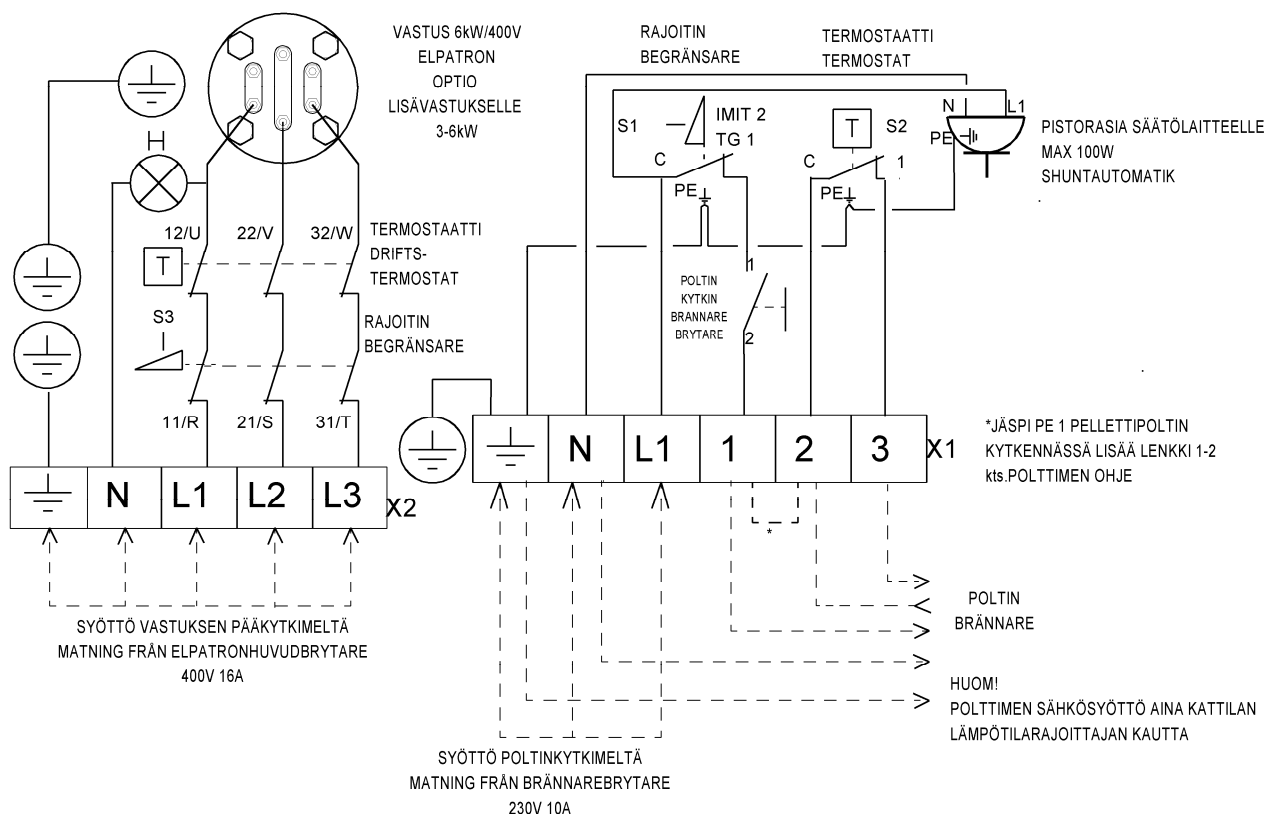 VASTUS 6kW/400V
ELPATRON
OPTIO
LISÄVASTUKSELLE
3-6kW
RAJOITIN
BEGRÄNSARE
TERMOSTAATTI
TERMOSTAT
N
L1
S1
IMIT 2
TG 1
T
S2
PE
PISTORASIA SÄÄTÖLAITTEELLE
MAX 100W
SHUNTAUTOMATIK
H
C
C
1
PE
PE
12/U
22/V
32/W
TERMOSTAATTI
DRIFTS-
TERMOSTAT
T
1
POLTIN
KYTKIN
BRANNARE
BRYTARE
2
S3
RAJOITIN
BEGRÄNSARE
11/R
21/S
31/T
N
L1
1
2
3
X1
*JÄSPI PE 1 PELLETTIPOLTIN
KYTKENNÄSSÄ LISÄÄ LENKKI 1-2
kts.POLTTIMEN OHJE
N
L1
L2
L3
X2
*
POLTIN
BRÄNNARE
SYÖTTÖ VASTUKSEN PÄÄKYTKIMELTÄ
MATNING FRÅN ELPATRONHUVUDBRYTARE
400V 16A
HUOM!
POLTTIMEN SÄHKÖSYÖTTÖ AINA KATTILAN
LÄMPÖTILARAJOITTAJAN KAUTTA
SYÖTTÖ POLTINKYTKIMELTÄ
MATNING FRÅN BRÄNNAREBRYTARE
230V 10A